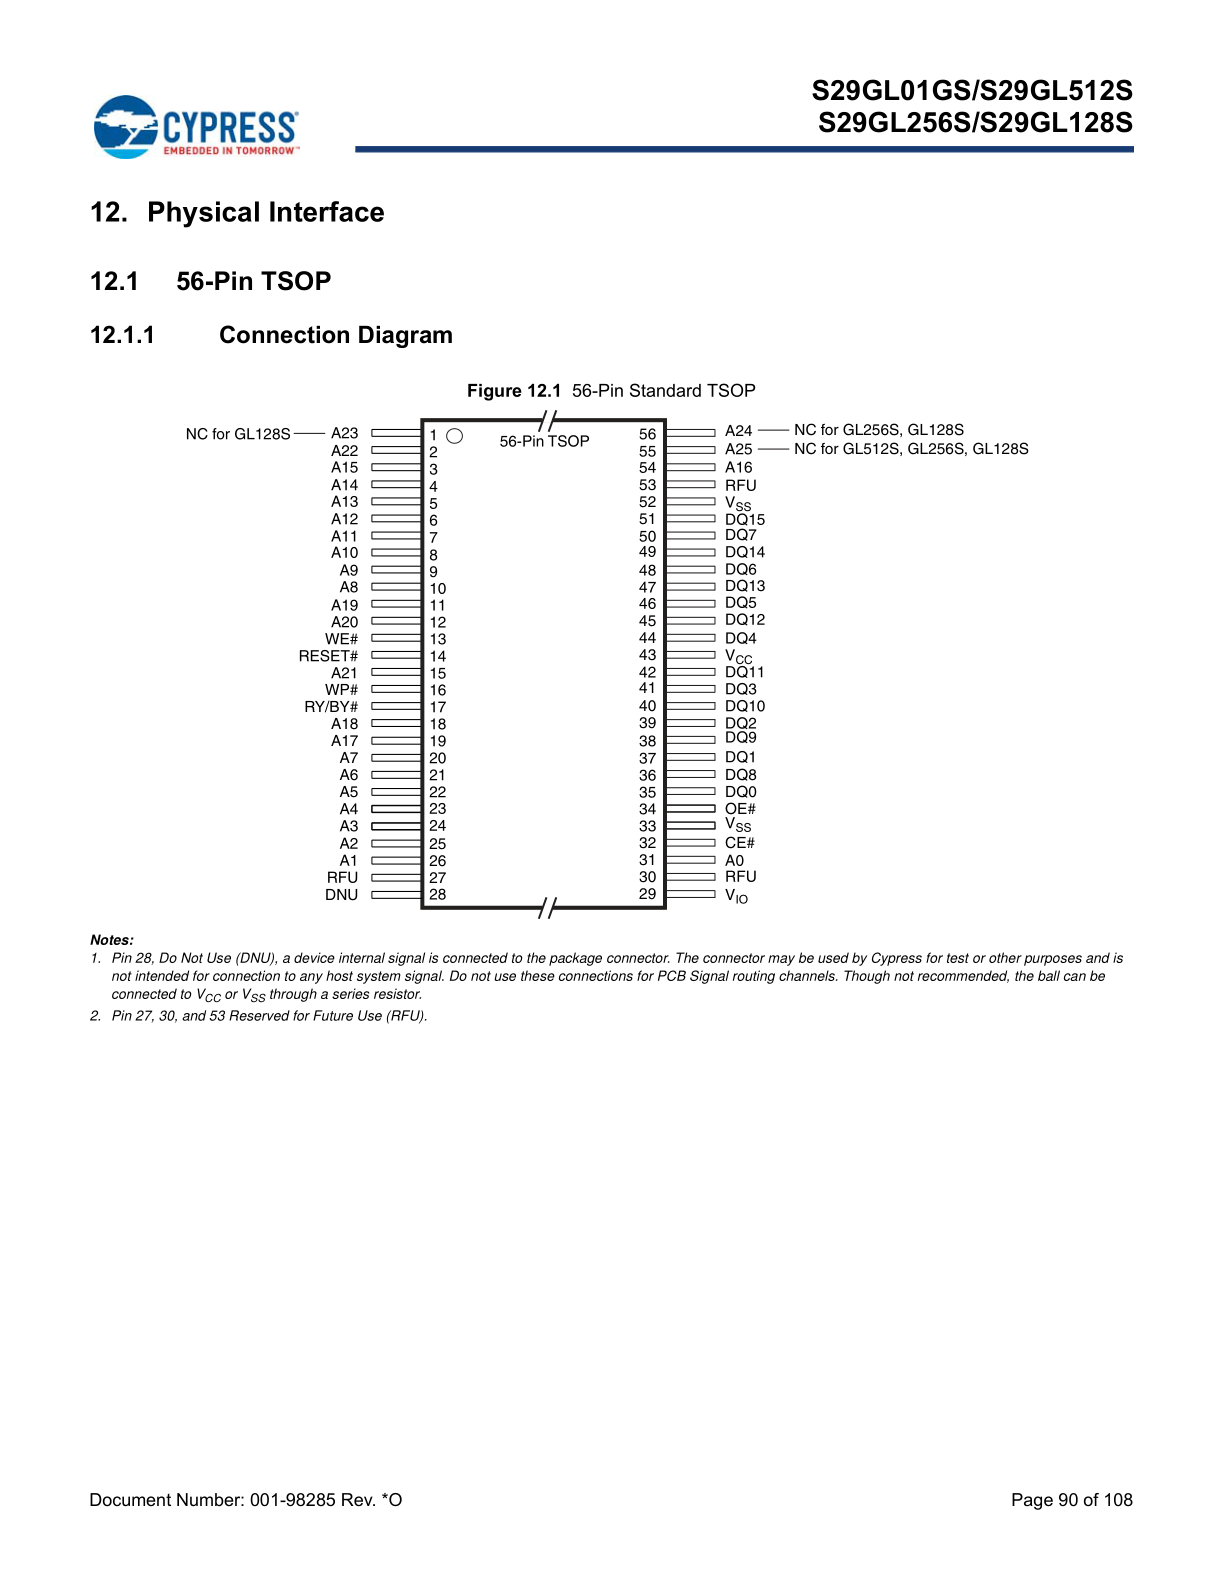 CYPRESS
EMBEDDED IN TOMORROW™
S29GL01GS/S29GL512S
S29GL256S/S29GL128S
12. Physical Interface
12.1 56-Pin TSOP
12.1.1 Connection Diagram
Figure 12.1 56-Pin Standard TSOP
56-Pin TSOP
NC for GL128S A23 1 56 A24 NC for GL256S, GL128S
A22 2 55 A25 NC for GL512S, GL256S, GL128S
A15 3 54 A16
A14 4 53 RFU
A13 5 52 VSS
A12 6 51 DQ15
A11 7 50 DQ7
A10 8 49 DQ14
A9 9 48 DQ6
A8 10 47 DQ13
A19 11 46 DQ5
A20 12 45 DQ12
WE# 13 44 DQ4
RESET# 14 43 VCC
A21 15 42 DQ11
WP# 16 41 DQ3
RY/BY# 17 40 DQ10
A18 18 39 DQ2
A17 19 38 DQ9
A7 20 37 DQ1
A6 21 36 DQ8
A5 22 35 DQ0
A4 23 34 OE#
A3 24 33 VSS
A2 25 32 CE#
A1 26 31 A0
RFU 27 30 RFU
DNU 28 29 VIO
Notes:
1. Pin 28, Do Not Use (DNU), a device internal signal is connected to the package connector. The connector may be used by Cypress for test or other purposes and is
not intended for connection to any host system signal. Do not use these connections for PCB Signal routing channels. Though not recommended, the ball can be
connected to VCC or VSS through a series resistor.
2. Pin 27, 30, and 53 Reserved for Future Use (RFU).
Document Number: 001-98285 Rev. *O Page 90 of 108